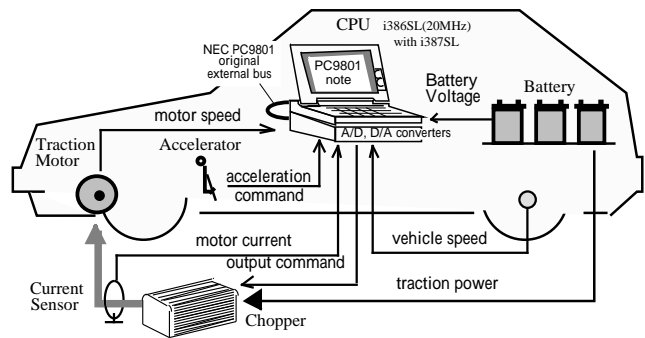 CPU i386SL(20MHz)
with i387SL
NEC PC9801
original
external bus
PC9801
note
Battery
Voltage
Battery
motor speed
A/D, D/A converters
Traction
Motor
Accelerator
acceleration
command
motor current
vehicle speed
output command
traction power
Current
Sensor
Chopper